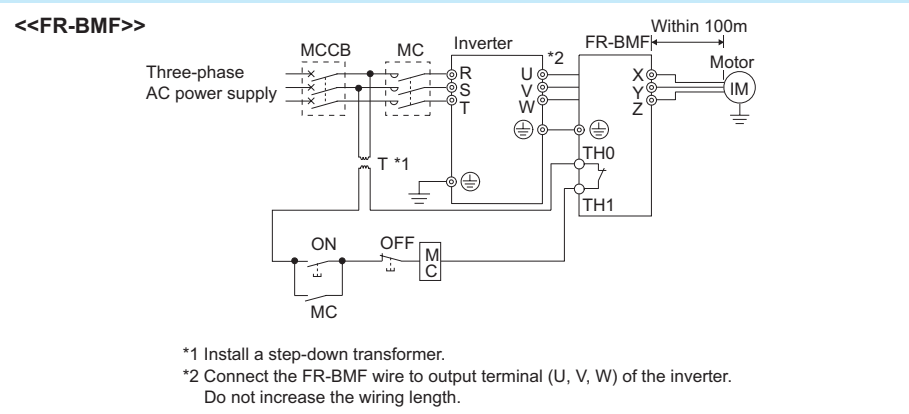 <<FR-BMF>>
Within 100m
MCCB
MC
Inverter
*2
FR-BMF
Motor
Three-phase
AC power supply
R
S
T
U
V
W
X
Y
Z
IM
T *1
TH0
TH1
ON
OFF
M
C
MC
*1 Install a step-down transformer.
*2 Connect the FR-BMF wire to output terminal (U, V, W) of the inverter.
Do not increase the wiring length.